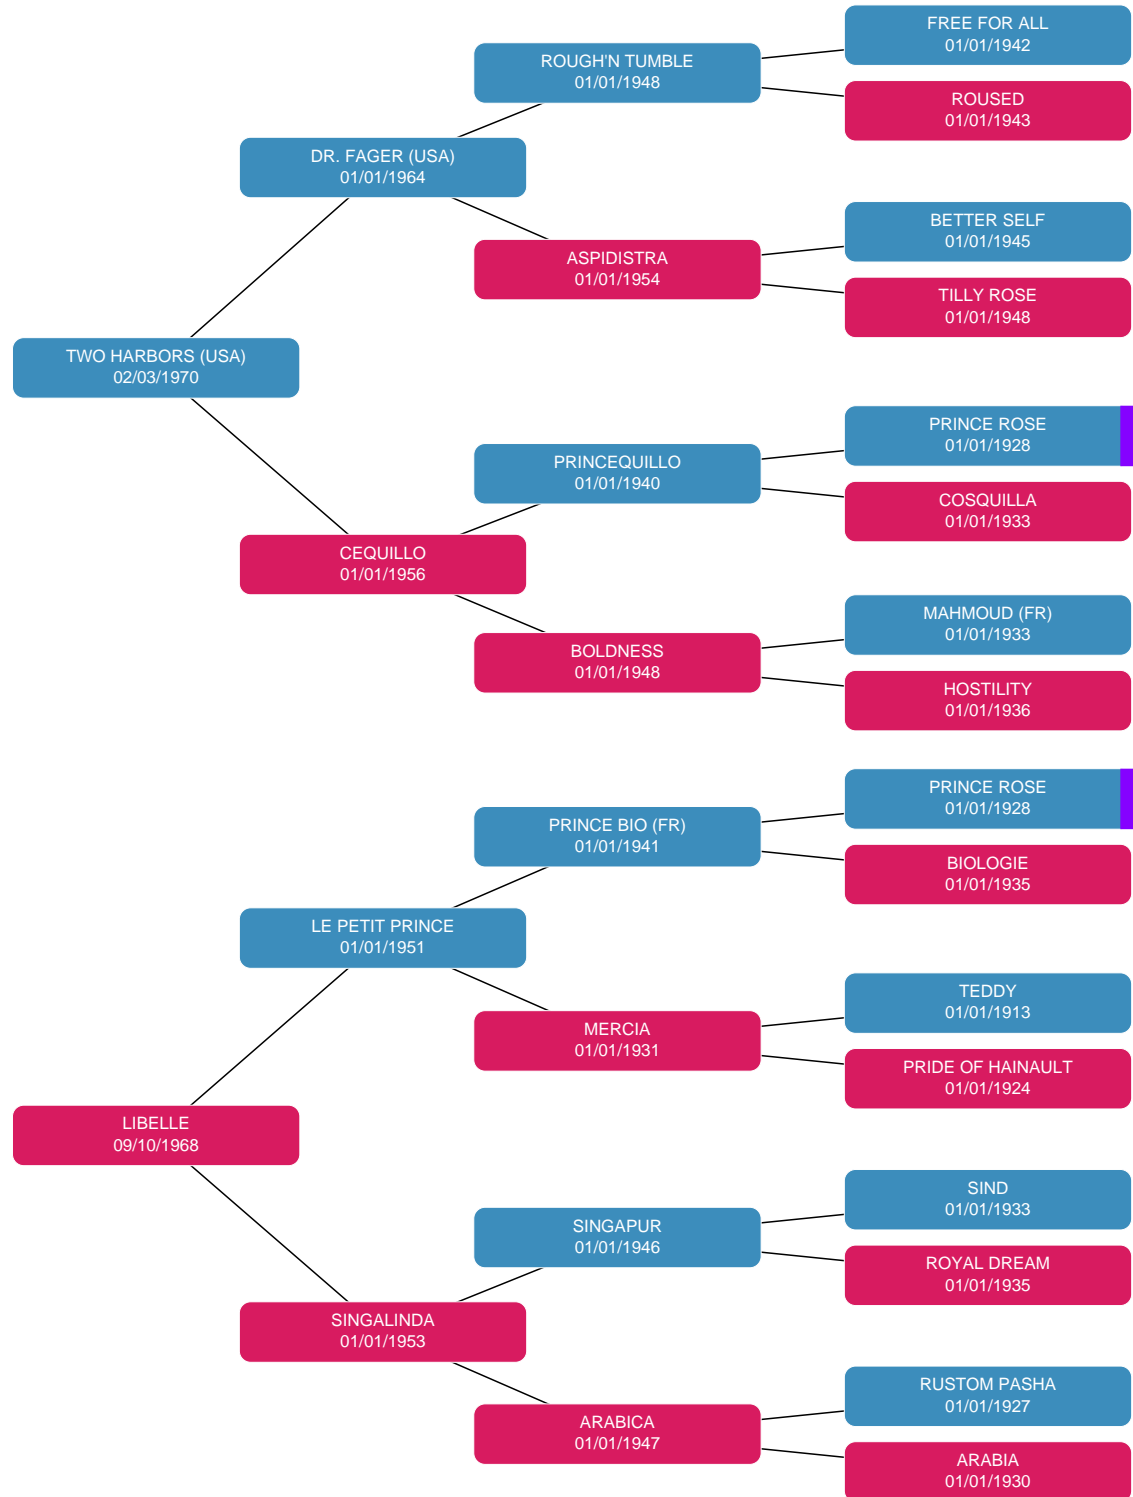 FREE FOR ALL
01/01/1942
ROUGH'N TUMBLE
01/01/1948
ROUSED
01/01/1943
DR. FAGER (USA)
01/01/1964
BETTER SELF
01/01/1945
ASPIDISTRA
01/01/1954
TILLY ROSE
01/01/1948
TWO HARBORS (USA)
02/03/1970
PRINCE ROSE
01/01/1928
PRINCEQUILLO
01/01/1940
COSQUILLA
01/01/1933
CEQUILLO
01/01/1956
MAHMOUD (FR)
01/01/1933
BOLDNESS
01/01/1948
HOSTILITY
01/01/1936
PRINCE ROSE
01/01/1928
PRINCE BIO (FR)
01/01/1941
BIOLOGIE
01/01/1935
LE PETIT PRINCE
01/01/1951
TEDDY
01/01/1913
MERCIA
01/01/1931
PRIDE OF HAINAULT
01/01/1924
LIBELLE
09/10/1968
SIND
01/01/1933
SINGAPUR
01/01/1946
ROYAL DREAM
01/01/1935
SINGALINDA
01/01/1953
RUSTOM PASHA
01/01/1927
ARABICA
01/01/1947
ARABIA
01/01/1930